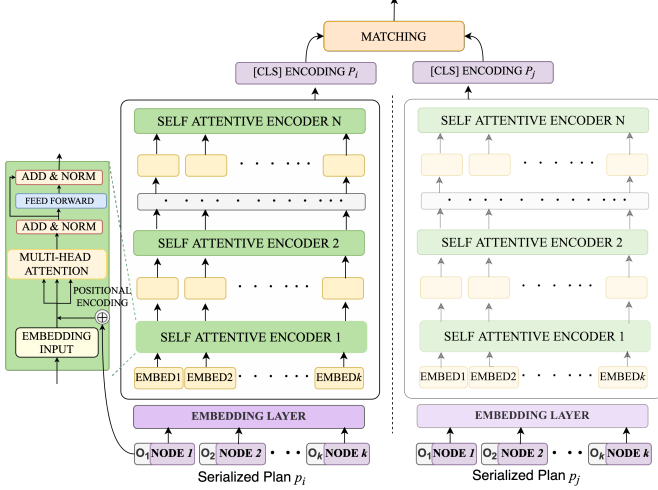 MATCHING
[CLS] ENCODING Pi
[CLS] ENCODING Pj
SELF ATTENTIVE ENCODER N
SELF ATTENTIVE ENCODER 2
SELF ATTENTIVE ENCODER 1
EMBED1 EMBED2 EMBEDk
EMBEDDING LAYER
O1 NODE 1 O2 NODE 2 Ok NODE k
Serialized Plan pi
ADD & NORM
FEED FORWARD
ADD & NORM
MULTI-HEAD
ATTENTION
POSITIONAL
ENCODING
EMBEDDING
INPUT
SELF ATTENTIVE ENCODER N
SELF ATTENTIVE ENCODER 2
SELF ATTENTIVE ENCODER 1
EMBED1 EMBED2 EMBEDk
EMBEDDING LAYER
O1 NODE 1 O2 NODE 2 Ok NODE k
Serialized Plan pj